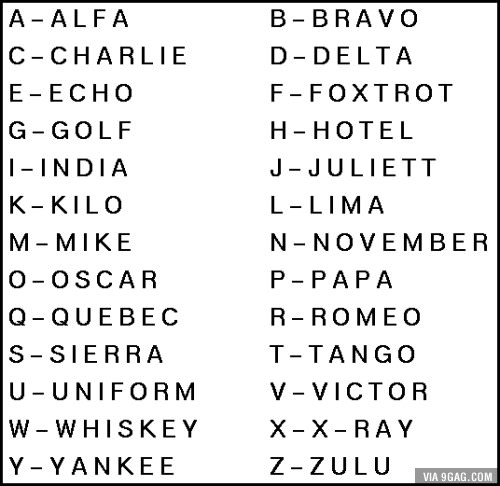 A – ALFA B – BRAVO
C – CHARLIE D – DELTA
E – ECHO F – FOXTROT
G – GOLF H – HOTEL
I – INDIA J – JULIETT
K – KILO L – LIMA
M – MIKE N – NOVEMBER
O – OSCAR P – PAPA
Q – QUEBEC R – ROMEO
S – SIERRA T – TANGO
U – UNIFORM V – VICTOR
W – WHISKEY X – X – RAY
Y – YANKEE Z – ZULU
VIA 9GAG.COM